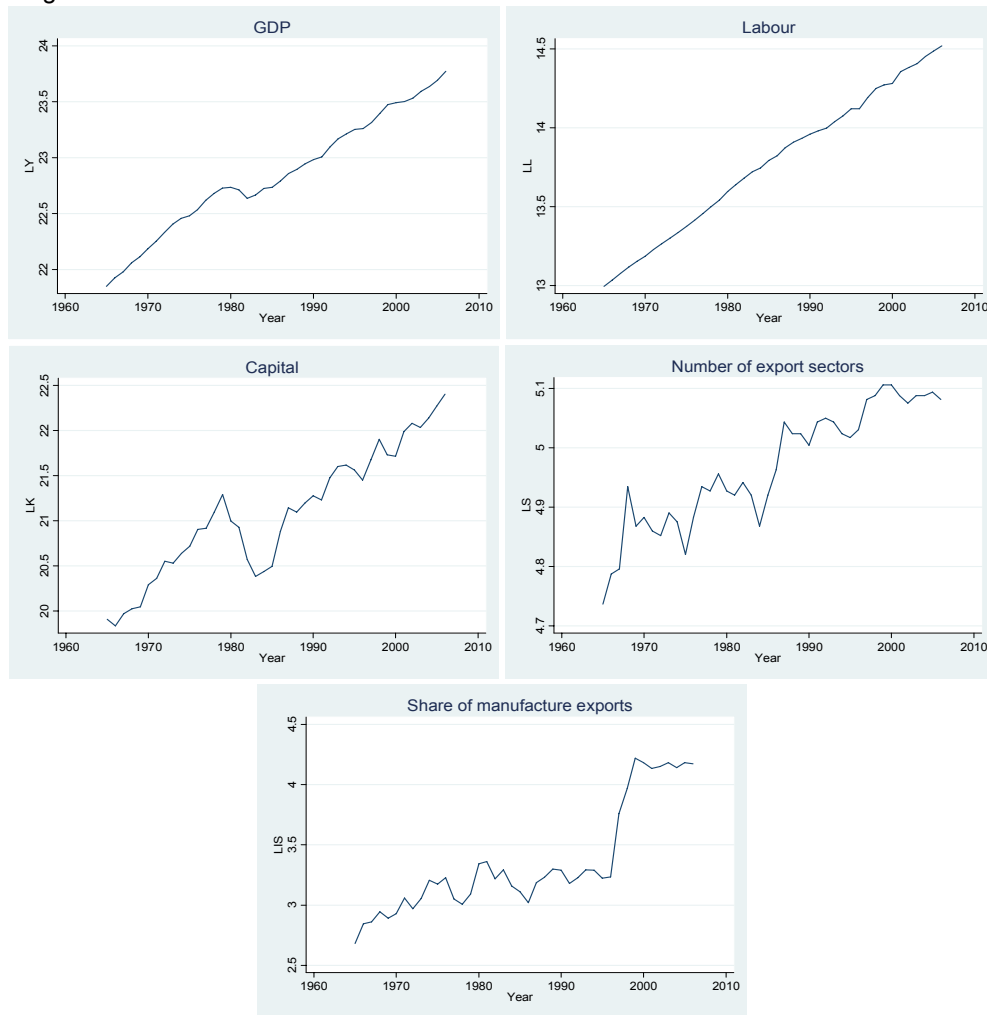 GDP
24
23.5
23
22.5
22
LY
1960 1970 1980 1990 2000 2010
Year
Labour
14.5
14
13.5
13
LL
1960 1970 1980 1990 2000 2010
Year
Capital
22.5
22
21.5
21
20.5
20
LK
1960 1970 1980 1990 2000 2010
Year
Number of export sectors
5.1
5
4.9
4.8
4.7
LS
1960 1970 1980 1990 2000 2010
Year
Share of manufacture exports
4.5
4
3.5
3
2.5
LIS
1960 1970 1980 1990 2000 2010
Year